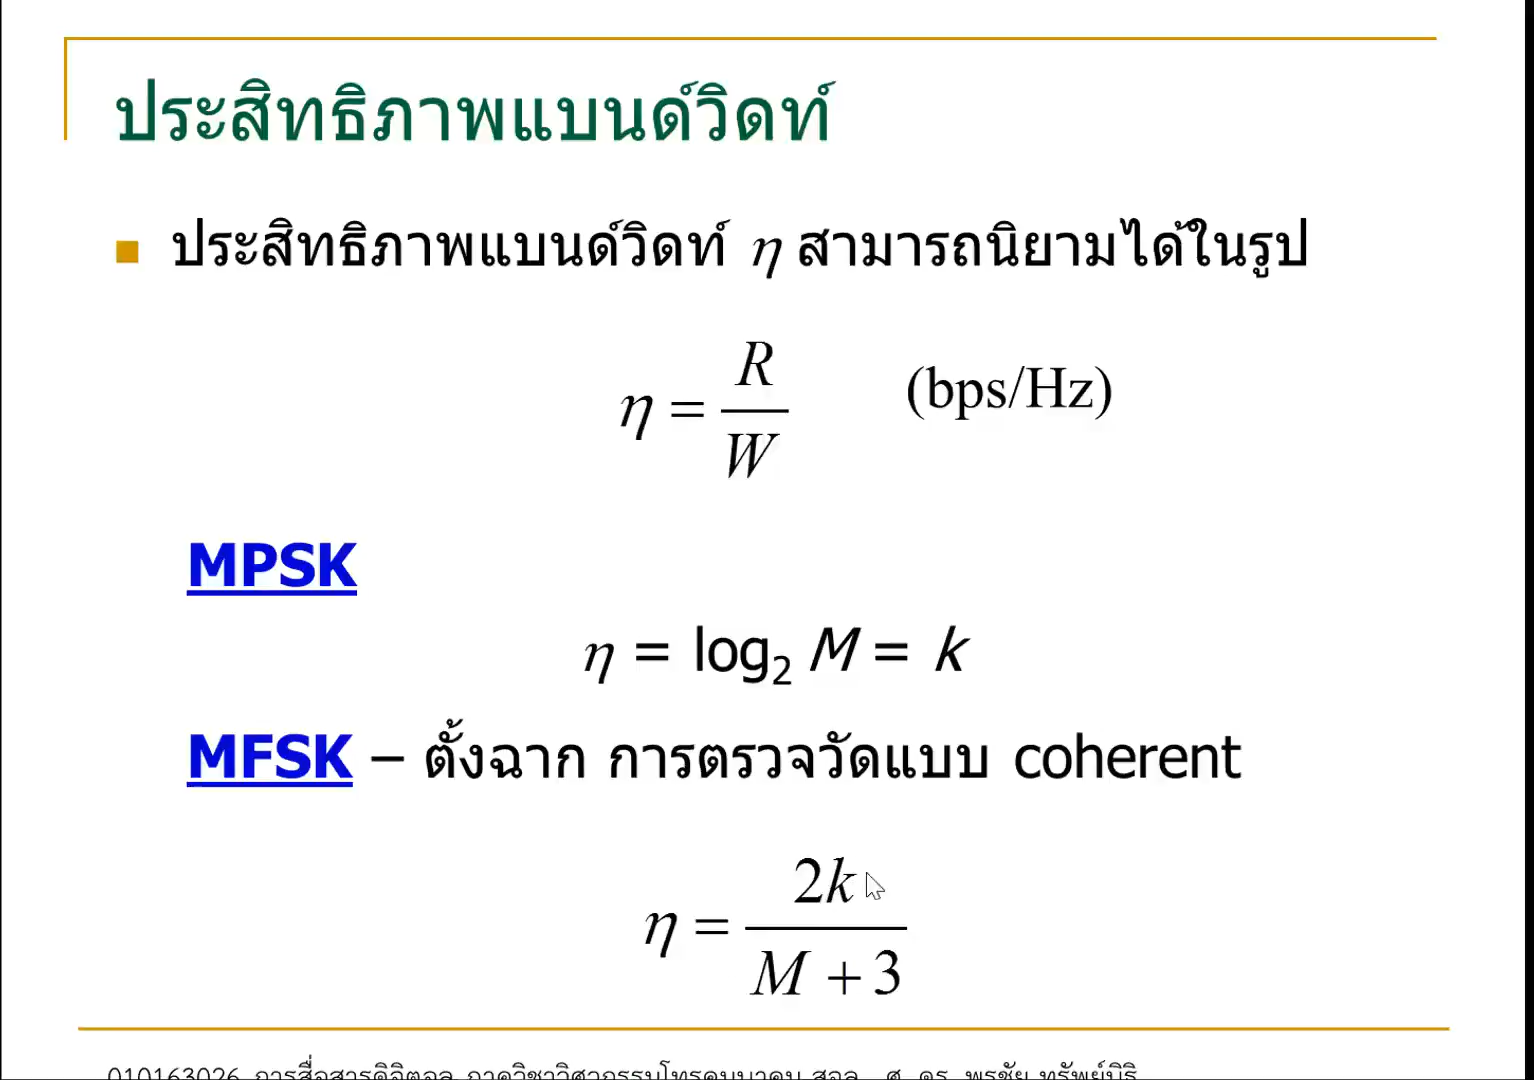 ประสิทธิภาพแบนด์วิดท์
ประสิทธิภาพแบนด์วิดท์ η สามารถนิยามได้ในรูป
η = R/W (bps/Hz)
MPSK
η = log₂ M = k
MFSK – ตั้งฉาก การตรวจวัดแบบ coherent
η = 2k/(M + 3)
010163026 การสื่อสารดิจิตอล ภาควิชาวิศวกรรมโทรคมนาคม สจล. ศ. ดร. พรชัย ทรัพย์นิธิ